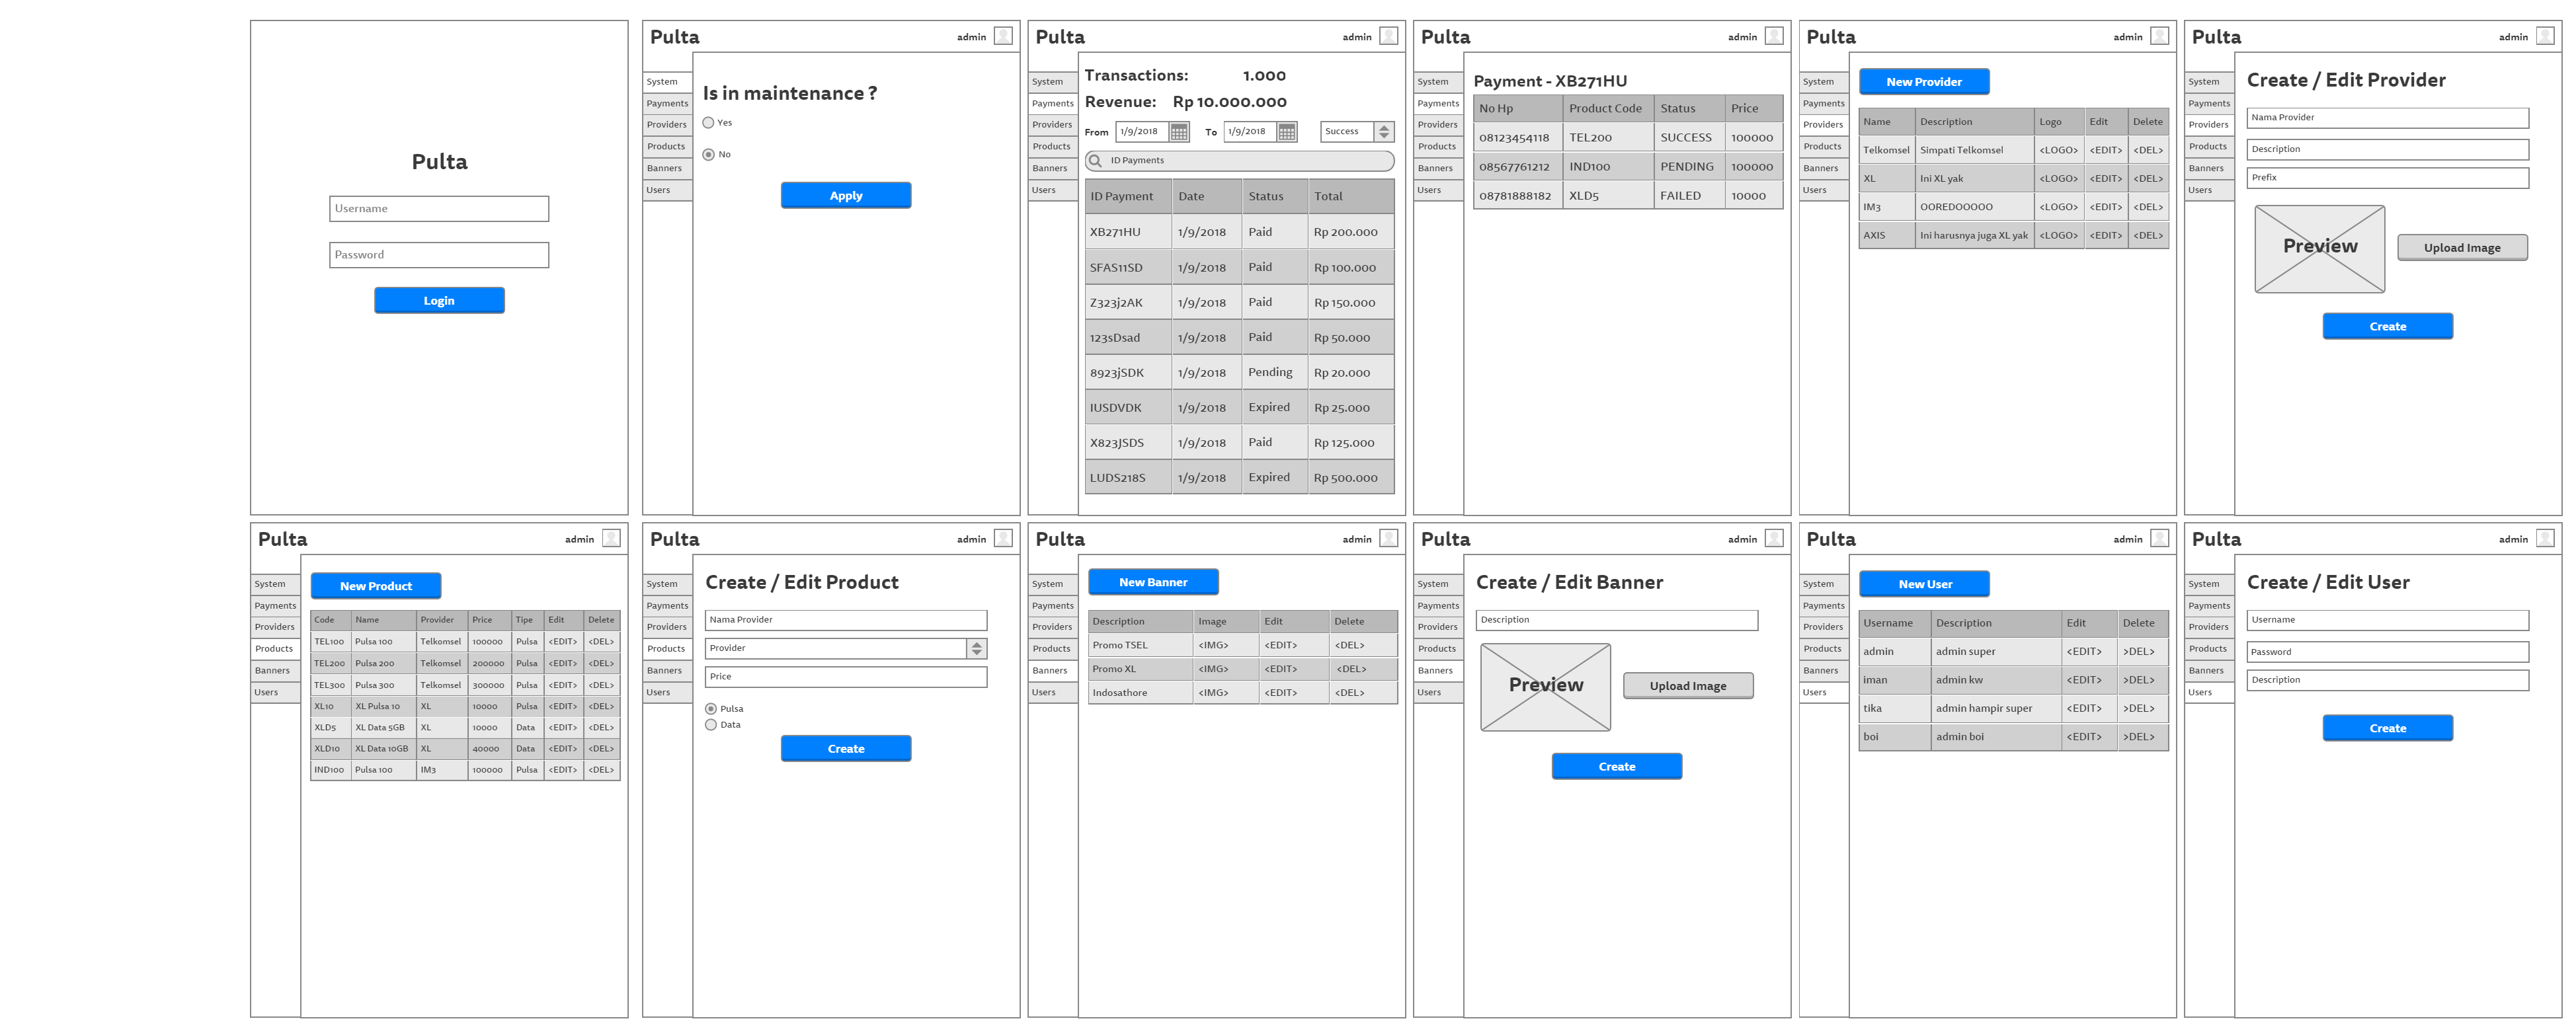 Pulta
Username
Password
Login
Pulta admin
System
Payments
Providers
Products
Banners
Users
Is in maintenance ?
Yes
No
Apply
Pulta admin
System
Payments
Providers
Products
Banners
Users
Transactions: 1.000
Revenue: Rp 10.000.000
From 1/9/2018 To 1/9/2018 Success
ID Payments
ID Payment Date Status Total
XB271HU 1/9/2018 Paid Rp 200.000
SFAS11SD 1/9/2018 Paid Rp 100.000
Z323j2AK 1/9/2018 Paid Rp 150.000
123sDsad 1/9/2018 Paid Rp 50.000
8923jSDK 1/9/2018 Pending Rp 20.000
IUSDVDK 1/9/2018 Expired Rp 25.000
X823JSDS 1/9/2018 Paid Rp 125.000
LUDS218S 1/9/2018 Expired Rp 500.000
Pulta admin
System
Payments
Providers
Products
Banners
Users
Payment - XB271HU
No Hp Product Code Status Price
08123454118 TEL200 SUCCESS 100000
08567761212 IND100 PENDING 100000
08781888182 XLD5 FAILED 10000
Pulta admin
System
Payments
Providers
Products
Banners
Users
New Provider
Name Description Logo Edit Delete
Telkomsel Simpati Telkomsel <LOGO> <EDIT> <DEL>
XL Ini XL yak <LOGO> <EDIT> <DEL>
IM3 OOREDOOOOO <LOGO> <EDIT> <DEL>
AXIS Ini harusnya juga XL yak <LOGO> <EDIT> <DEL>
Pulta admin
System
Payments
Providers
Products
Banners
Users
Create / Edit Provider
Nama Provider
Description
Prefix
Preview
Upload Image
Create
Pulta admin
System
Payments
Providers
Products
Banners
Users
New Product
Code Name Provider Price Tipe Edit Delete
TEL100 Pulsa 100 Telkomsel 100000 Pulsa <EDIT> <DEL>
TEL200 Pulsa 200 Telkomsel 200000 Pulsa <EDIT> <DEL>
TEL300 Pulsa 300 Telkomsel 300000 Pulsa <EDIT> <DEL>
XL10 XL Pulsa 10 XL 10000 Pulsa <EDIT> <DEL>
XLD5 XL Data 5GB XL 10000 Data <EDIT> <DEL>
XLD10 XL Data 10GB XL 40000 Data <EDIT> <DEL>
IND100 Pulsa 100 IM3 100000 Pulsa <EDIT> <DEL>
Pulta admin
System
Payments
Providers
Products
Banners
Users
Create / Edit Product
Nama Provider
Provider
Price
Pulsa
Data
Create
Pulta admin
System
Payments
Providers
Products
Banners
Users
New Banner
Description Image Edit Delete
Promo TSEL <IMG> <EDIT> <DEL>
Promo XL <IMG> <EDIT> <DEL>
Indosathore <IMG> <EDIT> <DEL>
Pulta admin
System
Payments
Providers
Products
Banners
Users
Create / Edit Banner
Description
Preview
Upload Image
Create
Pulta admin
System
Payments
Providers
Products
Banners
Users
New User
Username Description Edit Delete
admin admin super <EDIT> >DEL>
iman admin kw <EDIT> >DEL>
tika admin hampir super <EDIT> >DEL>
boi admin boi <EDIT> >DEL>
Pulta admin
System
Payments
Providers
Products
Banners
Users
Create / Edit User
Username
Password
Description
Create